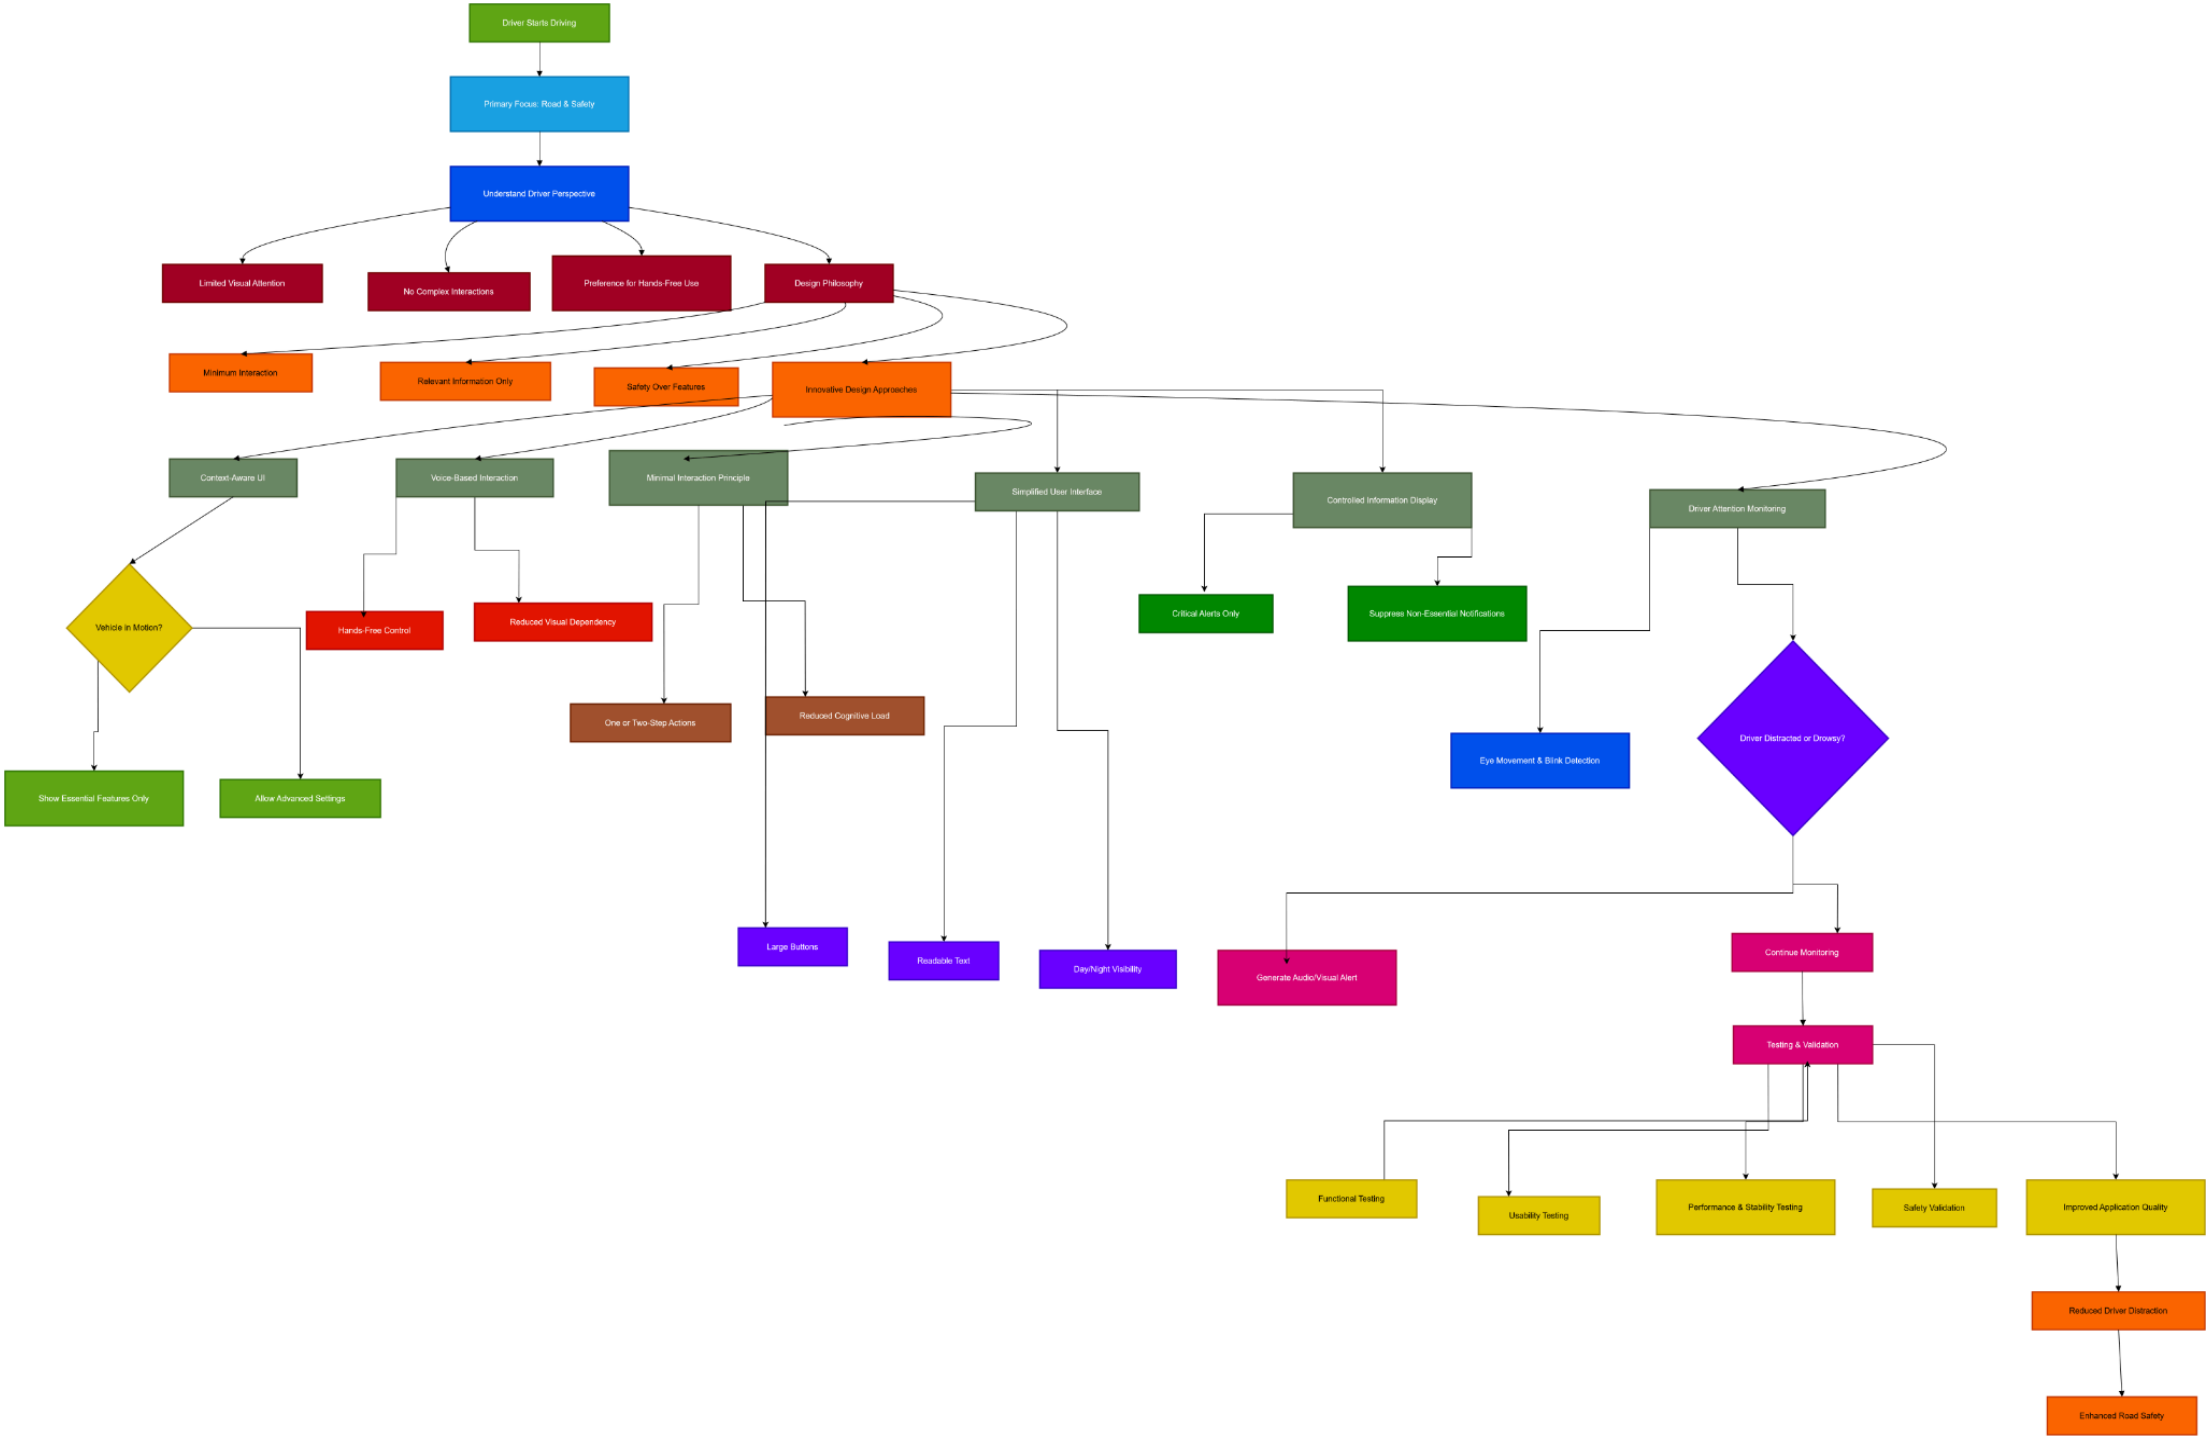 Driver Starts Driving
Primary Focus: Road & Safety
Understand Driver Perspective
Limited Visual Attention
No Complex Interactions
Preference for Hands-Free Use
Design Philosophy
Minimum Interaction
Relevant Information Only
Safety Over Features
Innovative Design Approaches
Context-Aware UI
Voice-Based Interaction
Minimal Interaction Principle
Simplified User Interface
Controlled Information Display
Driver Attention Monitoring
Vehicle in Motion?
Hands-Free Control
Reduced Visual Dependency
Critical Alerts Only
Suppress Non-Essential Notifications
One or Two-Step Actions
Reduced Cognitive Load
Eye Movement & Blink Detection
Driver Distracted or Drowsy?
Show Essential Features Only
Allow Advanced Settings
Large Buttons
Readable Text
Day/Night Visibility
Generate Audio/Visual Alert
Continue Monitoring
Testing & Validation
Functional Testing
Usability Testing
Performance & Stability Testing
Safety Validation
Improved Application Quality
Reduced Driver Distraction
Enhanced Road Safety